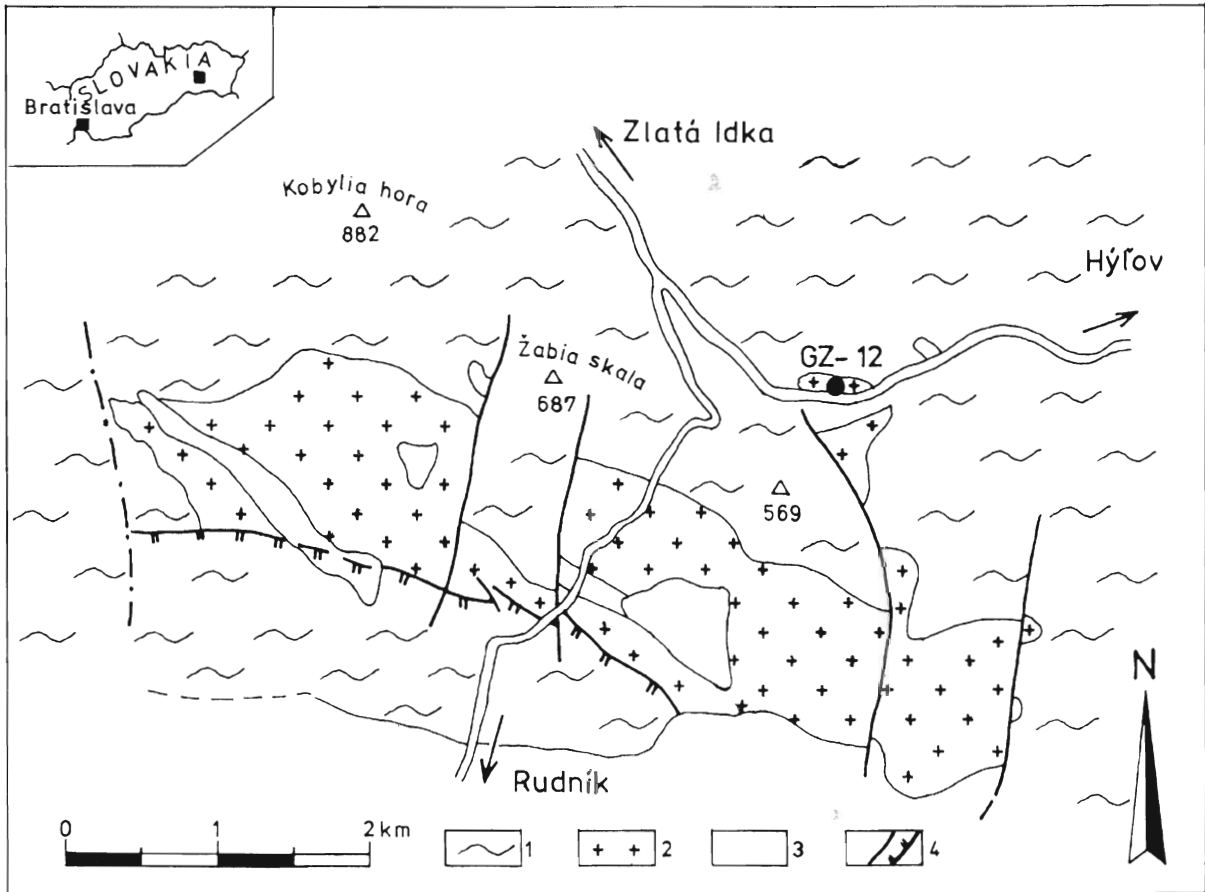 SLOVAKIA
Bratišlava
Zlatá Idka
Kobylia hora
882
Hýľov
Žabia skala
687
GZ-12
569
N
Rudník
0 1 2 km
1 2 3 4